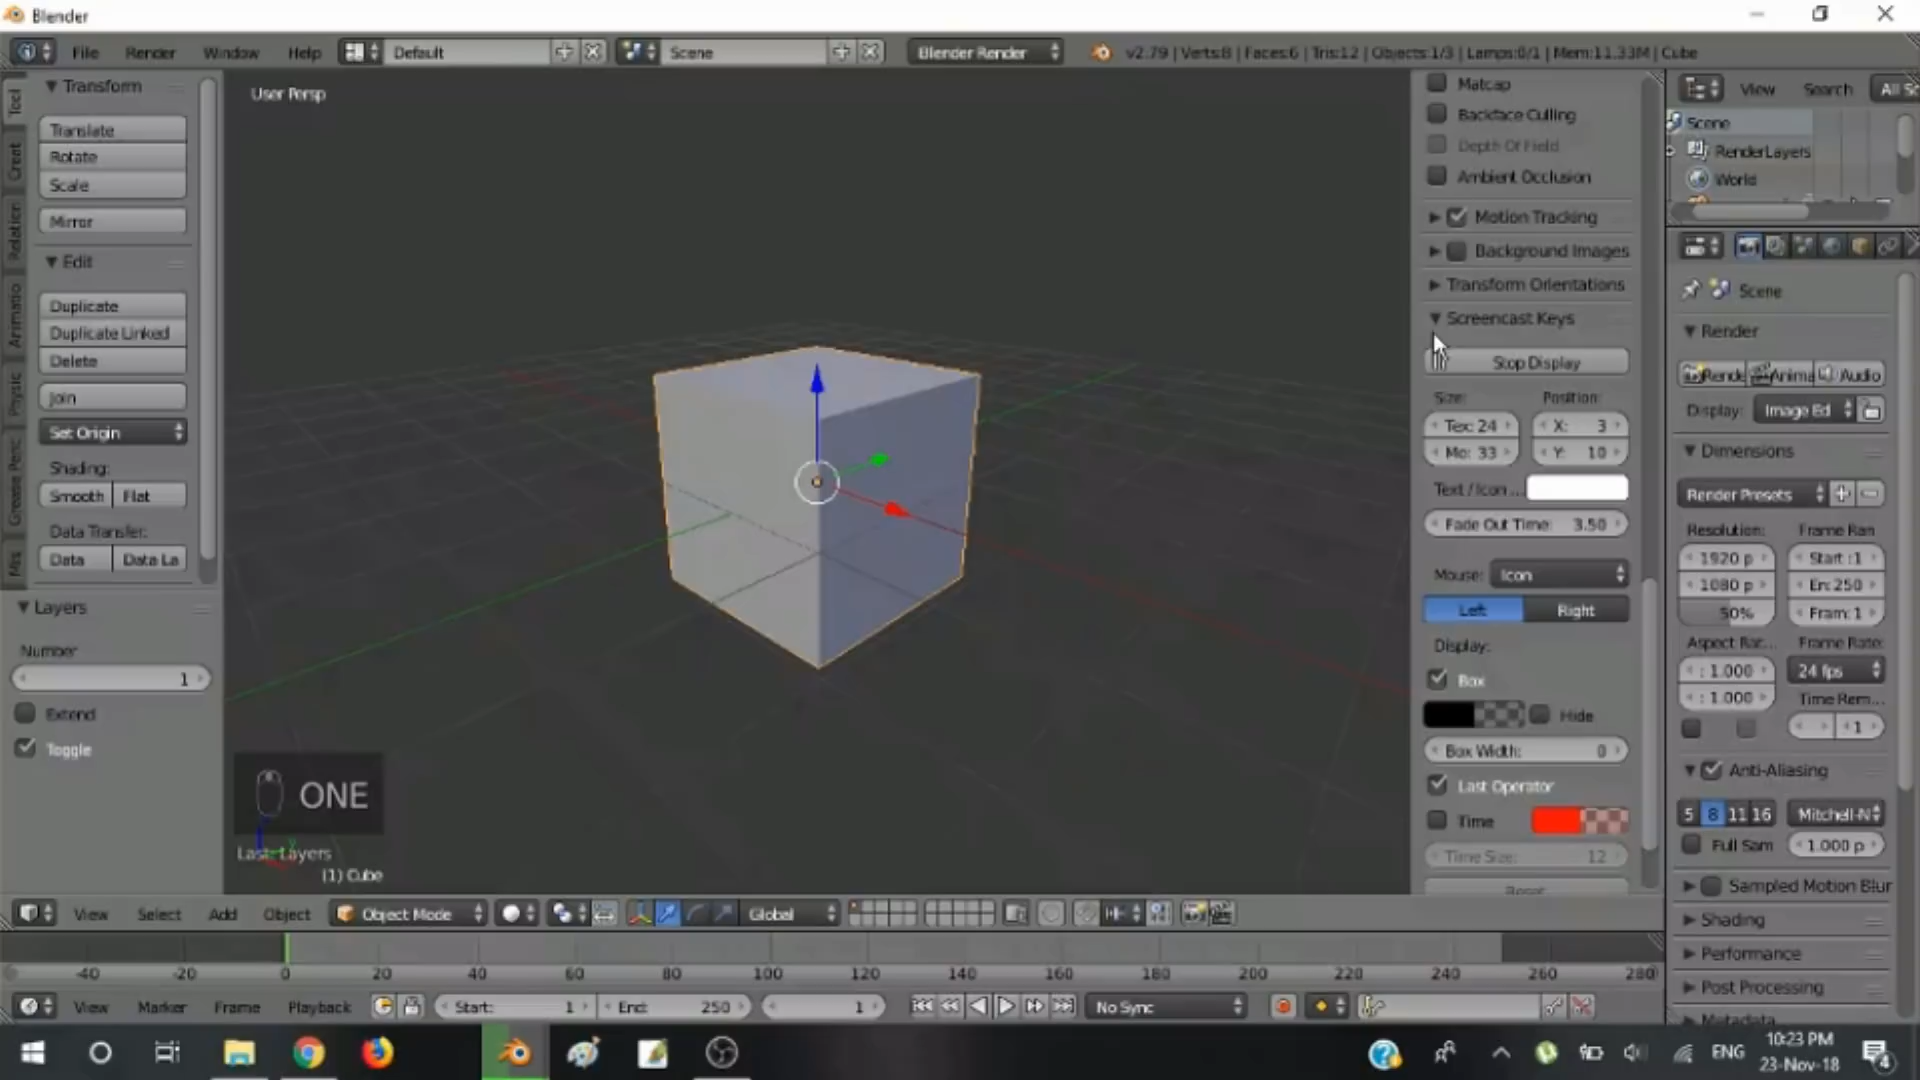 Blender
File Render Window Help Default Scene Blender Render v2.79 | Verts:8 | Faces:6 | Tris:12 | Objects:1/3 | Lamps:0/1 | Mem:11.33M | Cube
Tool
Creat
Relation
Animatio
Physic
Grease Penc
Transform
Translate
Rotate
Scale
Mirror
Edit
Duplicate
Duplicate Linked
Delete
Join
Set Origin
Shading:
Smooth Flat
Data Transfer:
Data Data La
Layers
Number
1
Extend
Toggle
User Persp
ONE
Last: Layers
(1) Cube
Matcap
Backface Culling
Depth Of Field
Ambient Occlusion
Motion Tracking
Background Images
Transform Orientations
Screencast Keys
Stop Display
Size: Position:
Tex: 24 X: 3
Mo: 33 Y: 10
Text / Icon ...
Fade Out Time: 3.50
Mouse: Icon
Left Right
Display:
Box
Hide
Box Width: 0
Last Operator
Time
Time Size: 12
Reset
View Search All Sc
Scene
RenderLayers
World
Scene
Render
Rende Anima Audio
Display: Image Ed
Dimensions
Render Presets
Resolution: Frame Ran
1920 p Start :1
1080 p En: 250
50% Fram: 1
Aspect Rat... Frame Rate:
: 1.000 24 fps
: 1.000 Time Rem...
1
Anti-Aliasing
5 8 11 16 Mitchell-N
Full Sam 1.000 p
Sampled Motion Blur
Shading
Performance
Post Processing
Metadata
View Select Add Object Object Mode Global
-40 -20 0 20 40 60 80 100 120 140 160 180 200 220 240 260 280
View Marker Frame Playback Start: 1 End: 250 1 No Sync
ENG
10:23 PM
23-Nov-18
4